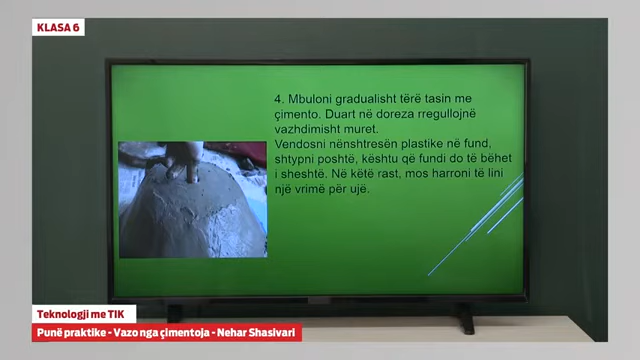 KLASA 6
4. Mbuloni gradualisht tërë tasin me
çimento. Duart në doreza rregullojnë
vazhdimisht muret.
Vendosni nënshtresën plastike në fund,
shtypni poshtë, kështu që fundi do të bëhet
i sheshtë. Në këtë rast, mos harroni të lini
një vrimë për ujë.
Teknologji me TIK
Punë praktike - Vazo nga çimentoja - Nehar Shasivari